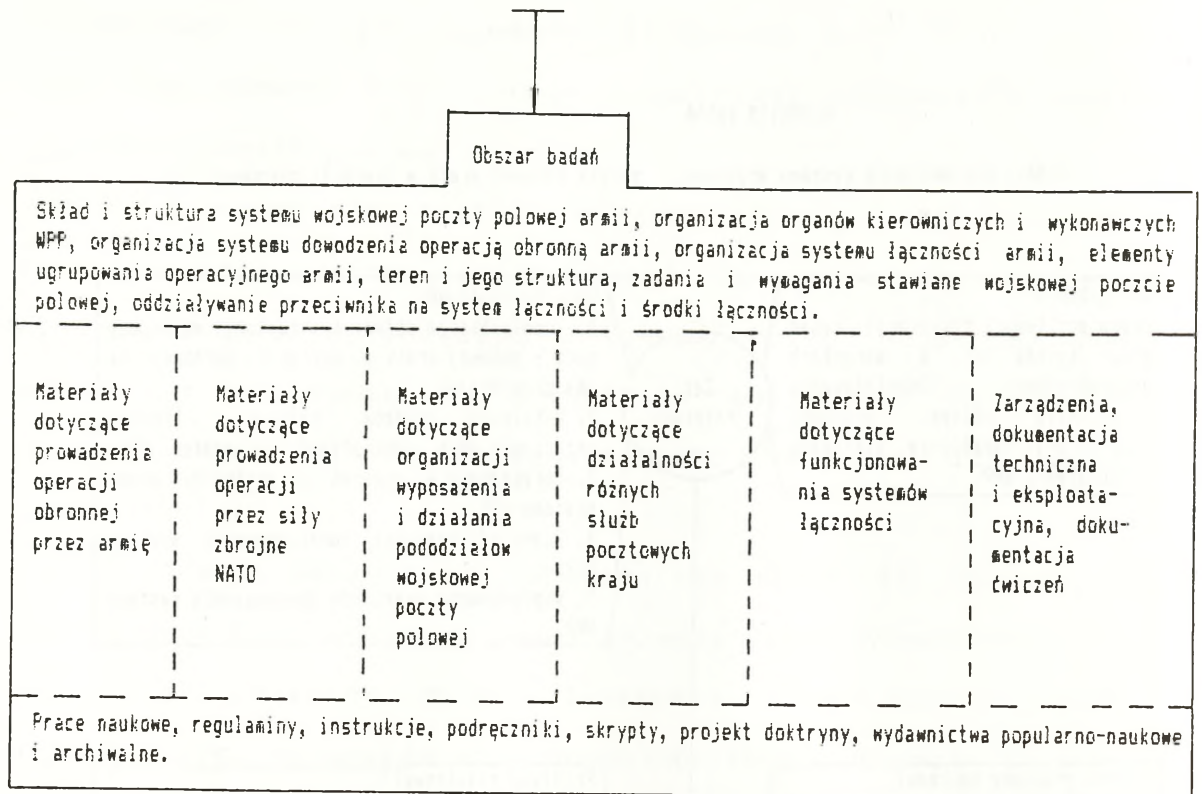 Obszar badań
Skład i struktura systemu wojskowej poczty polowej armii, organizacja organów kierowniczych i wykonawczych
WPP, organizacja systemu dowodzenia operacją obronną armii, organizacja systemu łączności armii, elementy
ugrupowania operacyjnego armii, teren i jego struktura, zadania i wymagania stawiane wojskowej poczcie
polowej, oddziaływanie przeciwnika na system łączności i środki łączności.
Materiały
dotyczące
prowadzenia
operacji
obronnej
przez armię
Materiały
dotyczące
prowadzenia
operacji
przez siły
zbrojne
NATO
Materiały
dotyczące
organizacji
wyposażenia
i działania
pododziałow
wojskowej
poczty
polowej
Materiały
dotyczące
działalności
różnych
służb
pocztowych
kraju
Materiały
dotyczące
funkcjonowa-
nia systemów
łączności
Zarządzenia,
dokumentacja
techniczna
i eksploata-
cyjna, doku-
mentacja
ćwiczeń
Prace naukowe, regulaminy, instrukcje, podręczniki, skrypty, projekt doktryny, wydawnictwa popularno-naukowe
i archiwalne.